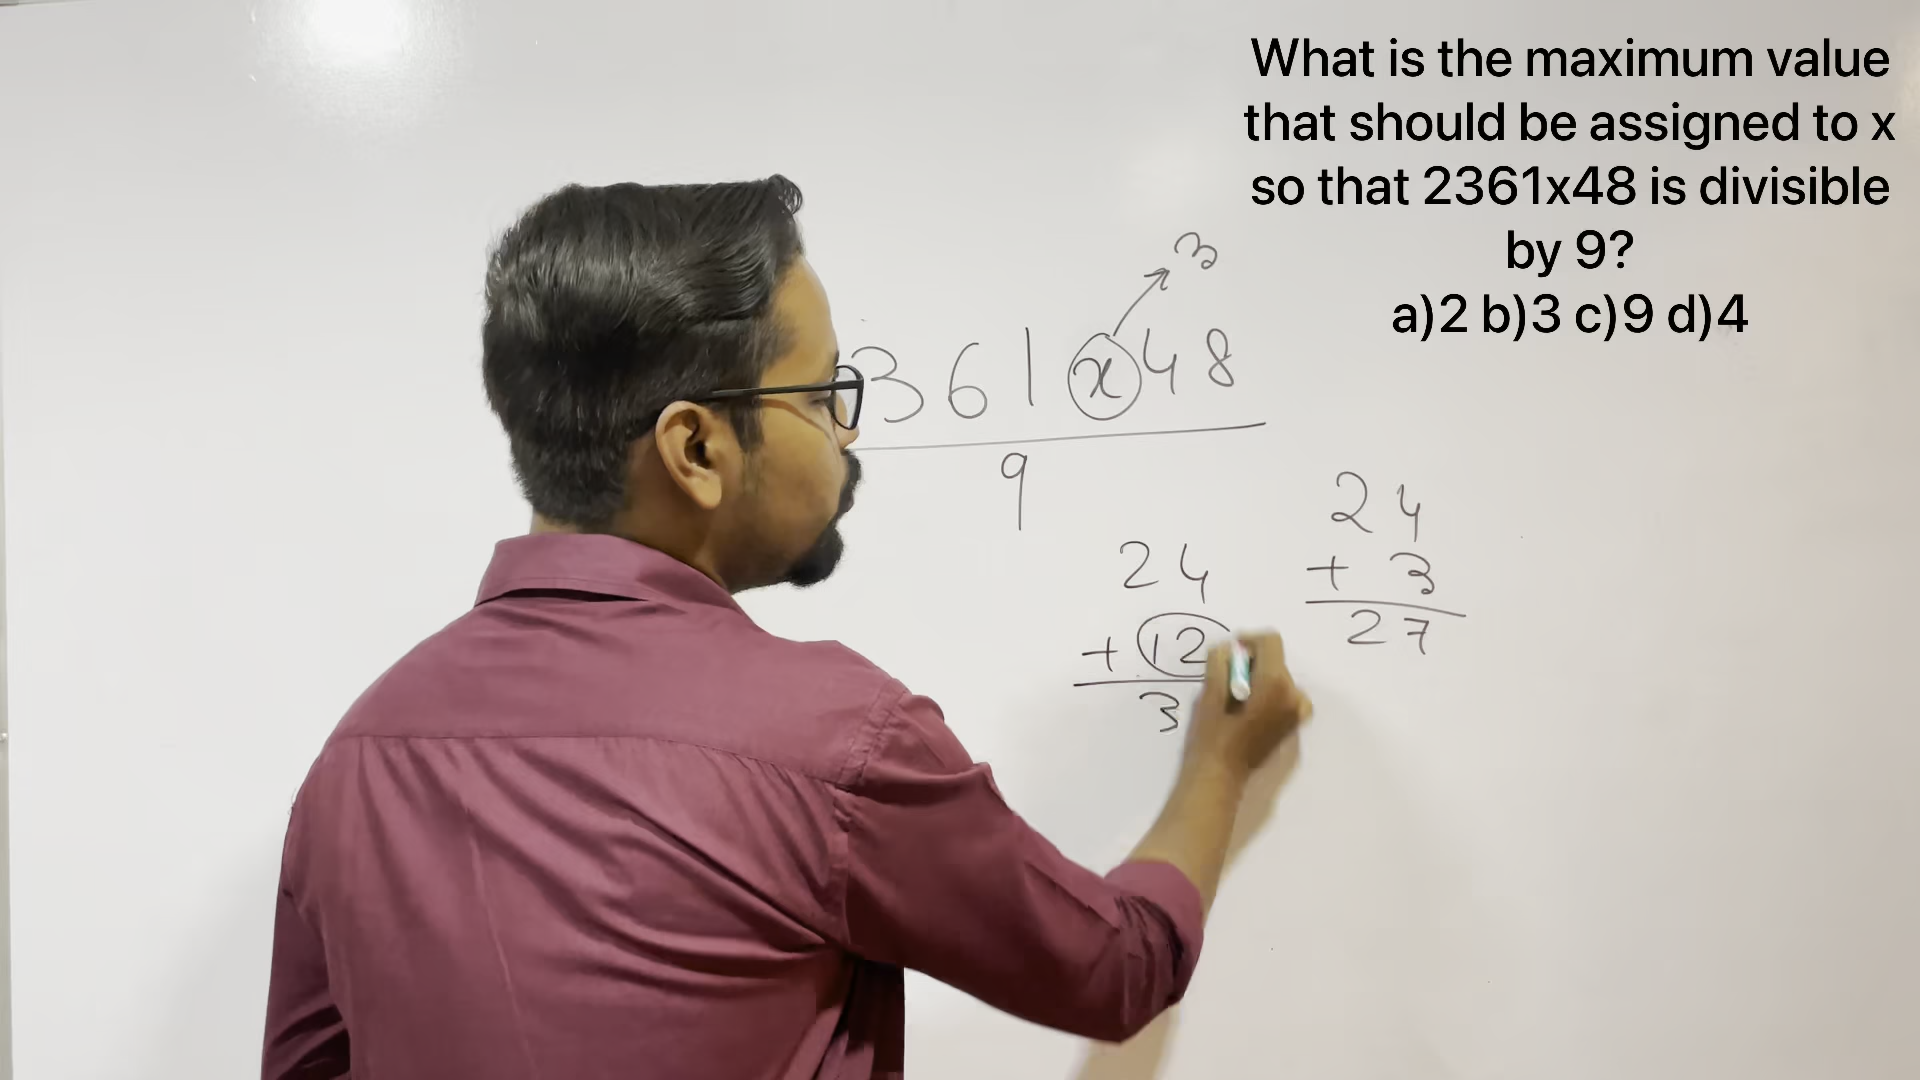 What is the maximum value
that should be assigned to x
so that 2361x48 is divisible
by 9?
a)2 b)3 c)9 d)4
3
361x48
9
24
+ 12
3
24
+ 3
27